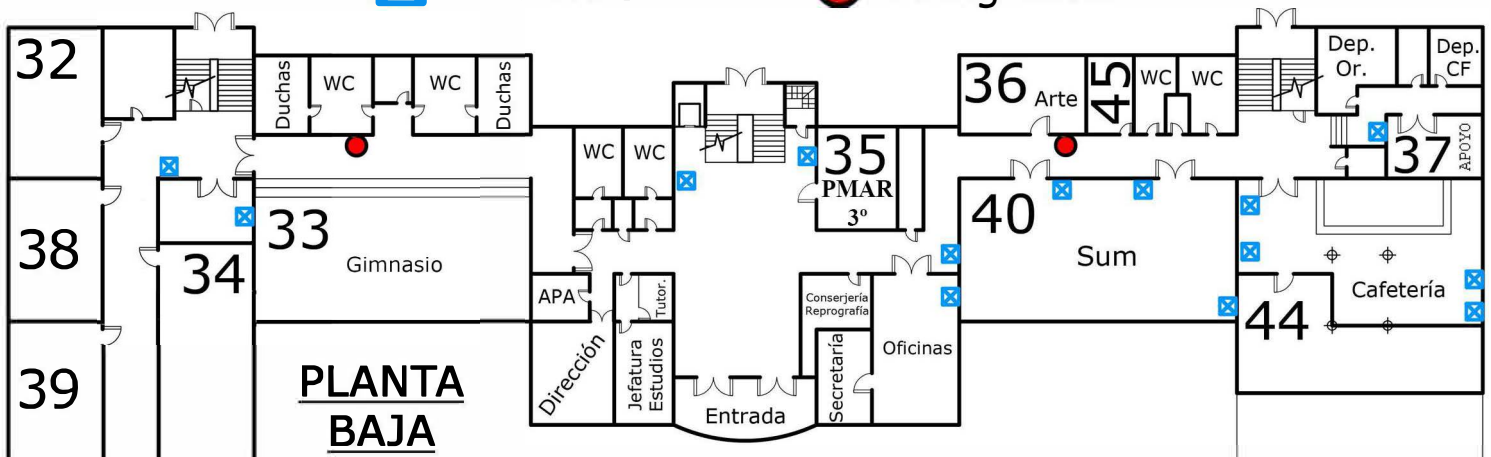 32
Duchas
WC
WC
Duchas
36
Arte
45
WC
WC
Dep.
Or.
Dep.
CF
WC
WC
35
PMAR
3º
37
APOYO
38
33
Gimnasio
34
40
Sum
Cafetería
44
APA
Tutor.
Conserjería
Reprografía
Dirección
Jefatura
Estudios
Secretaría
Oficinas
39
PLANTA
BAJA
Entrada